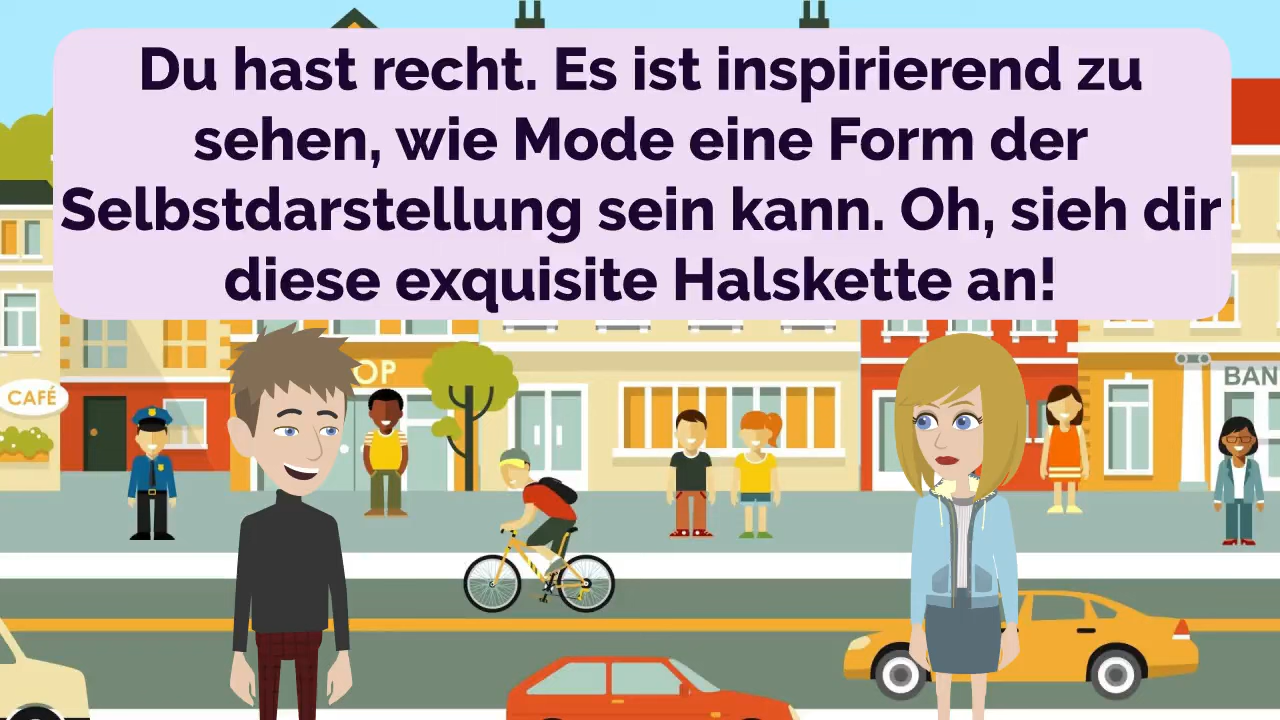 Du hast recht. Es ist inspirierend zu
sehen, wie Mode eine Form der
Selbstdarstellung sein kann. Oh, sieh dir
diese exquisite Halskette an!
OP
CAFÉ
BAN